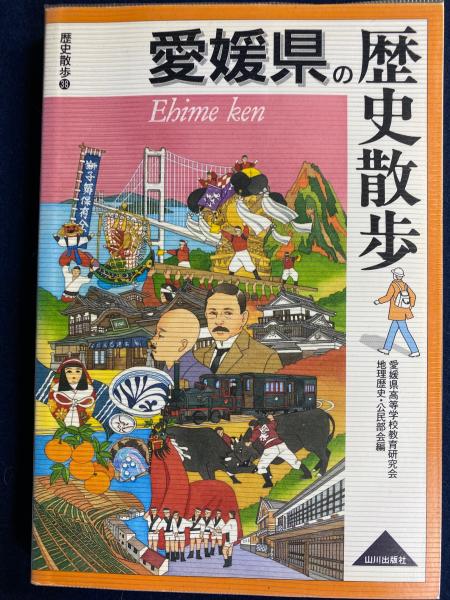 歴史散歩38
愛媛県の
歴史散歩
Ehime ken
愛媛県高等学校教育研究会
地理歴史・公民部会編
山川出版社